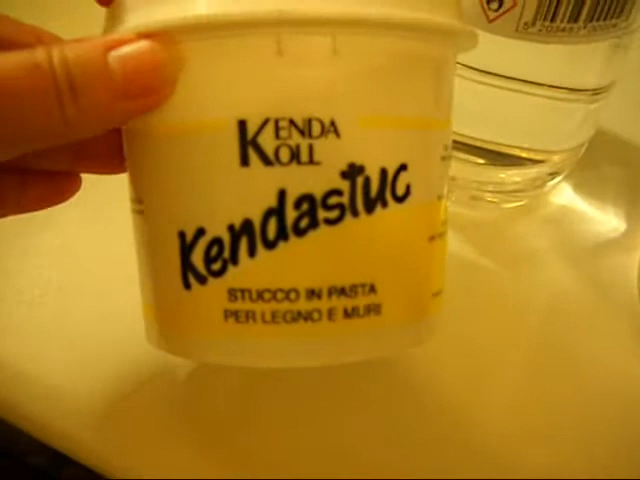 KENDA
KOLL
Kendastuc
STUCCO IN PASTA
PER LEGNO E MURI